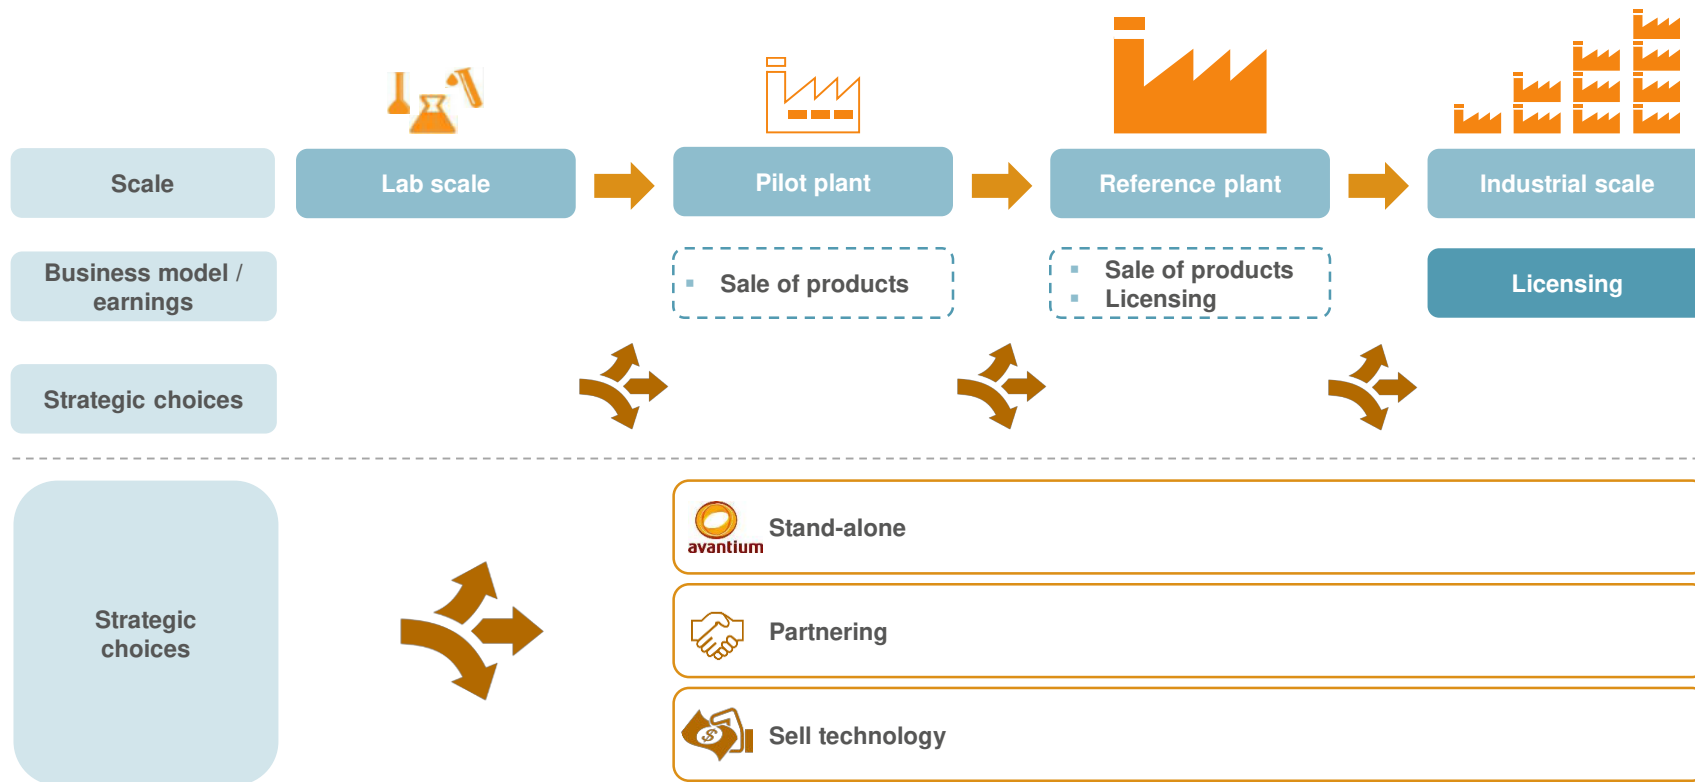 Scale
Lab scale
Pilot plant
Reference plant
Industrial scale
Business model /
earnings
▪ Sale of products
▪ Sale of products
▪ Licensing
Licensing
Strategic choices
Strategic
choices
avantium
Stand-alone
Partnering
$
Sell technology